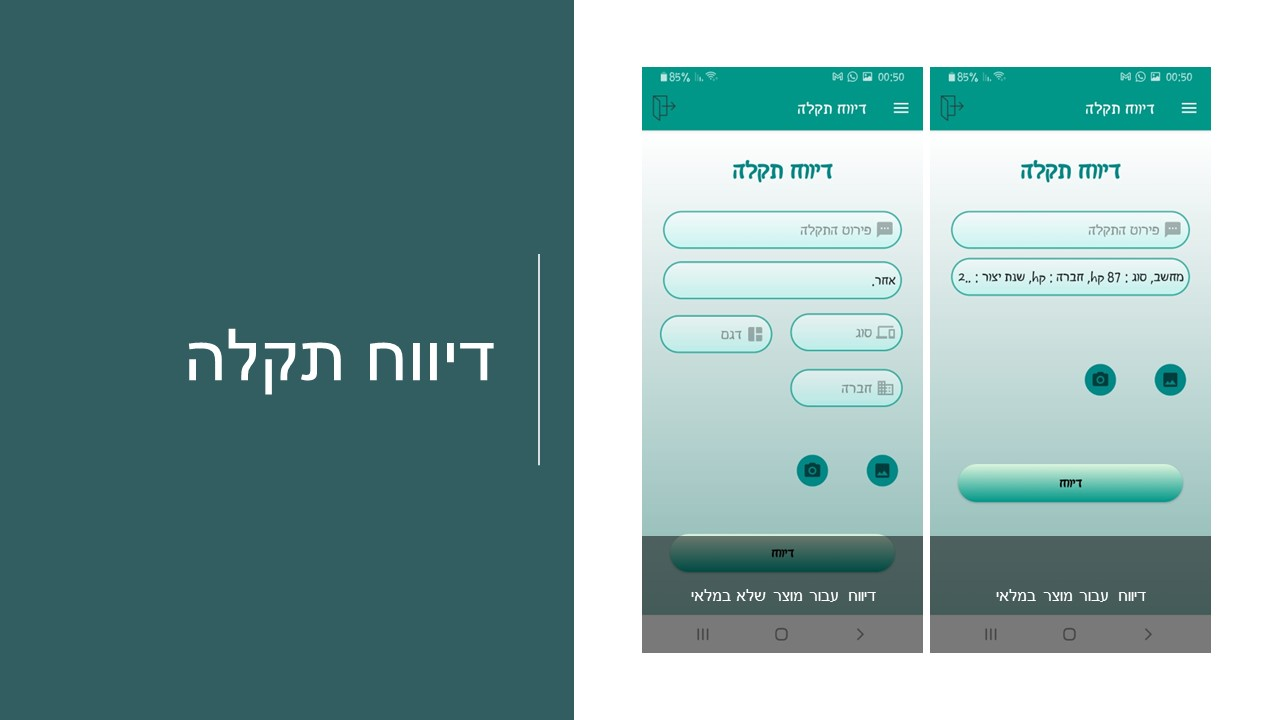 דיווח תקלה
00:50 85%
דיווח תקלה
דיווח תקלה
פירוט התקלה
מחשב, סוג : 87 hp, חברה : hp, שנת יצור : ..2
דיווח
דיווח עבור מוצר במלאי
00:50 85%
דיווח תקלה
דיווח תקלה
פירוט התקלה
אחר.
סוג דגם
חברה
דיווח
דיווח עבור מוצר שלא במלאי